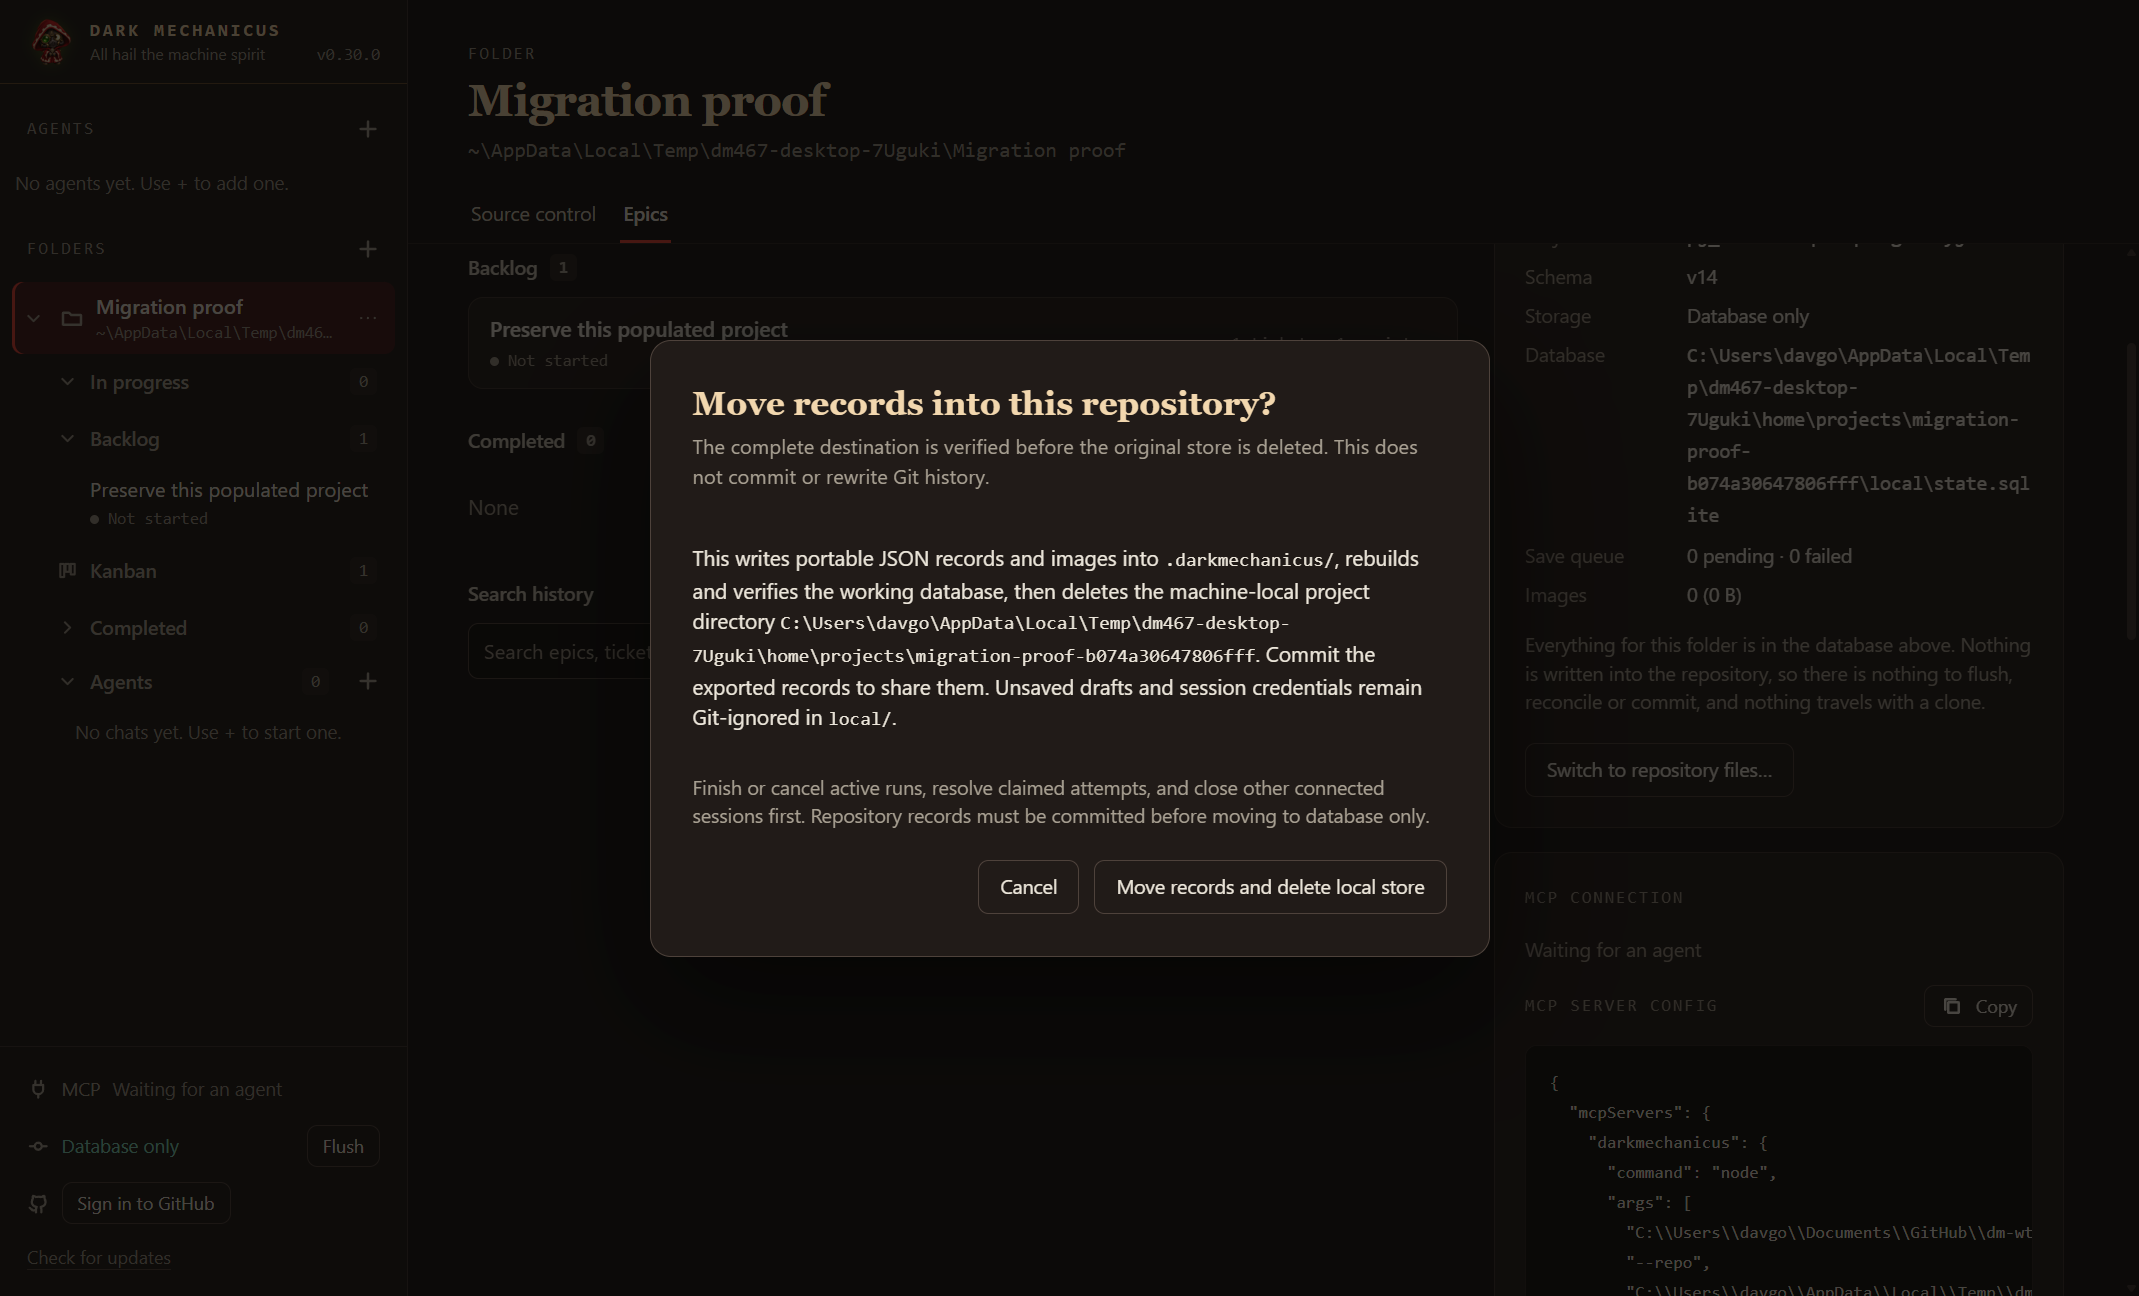 DARK MECHANICUS
All hail the machine spirit
v0.30.0
AGENTS
No agents yet. Use + to add one.
FOLDERS
Migration proof
~\AppData\Local\Temp\dm46…
In progress
0
Backlog
1
Preserve this populated project
Not started
Kanban
1
Completed
0
Agents
0
No chats yet. Use + to start one.
MCP Waiting for an agent
Database only
Flush
Sign in to GitHub
Check for updates
FOLDER
Migration proof
~\AppData\Local\Temp\dm467-desktop-7Uguki\Migration proof
Source control
Epics
Backlog 1
Preserve this populated project
Not started
Completed 0
None
Search history
Search epics, ticket
Move records into this repository?
The complete destination is verified before the original store is deleted. This does
not commit or rewrite Git history.
This writes portable JSON records and images into .darkmechanicus/, rebuilds
and verifies the working database, then deletes the machine-local project
directory C:\Users\davgo\AppData\Local\Temp\dm467-desktop-
7Uguki\home\projects\migration-proof-b074a30647806fff. Commit the
exported records to share them. Unsaved drafts and session credentials remain
Git-ignored in local/.
Finish or cancel active runs, resolve claimed attempts, and close other connected
sessions first. Repository records must be committed before moving to database only.
Cancel
Move records and delete local store
Schema
v14
Storage
Database only
Database
C:\Users\davgo\AppData\Local\Tem
p\dm467-desktop-
7Uguki\home\projects\migration-
proof-
b074a30647806fff\local\state.sql
ite
Save queue
0 pending · 0 failed
Images
0 (0 B)
Everything for this folder is in the database above. Nothing
is written into the repository, so there is nothing to flush,
reconcile or commit, and nothing travels with a clone.
Switch to repository files…
MCP CONNECTION
Waiting for an agent
MCP SERVER CONFIG
Copy
{
"mcpServers": {
"darkmechanicus": {
"command": "node",
"args": [
"C:\\Users\\davgo\\Documents\\GitHub\\dm-wt
"--repo",
"C:\\Users\\davgo\\AppData\\Local\\Temp\\dm